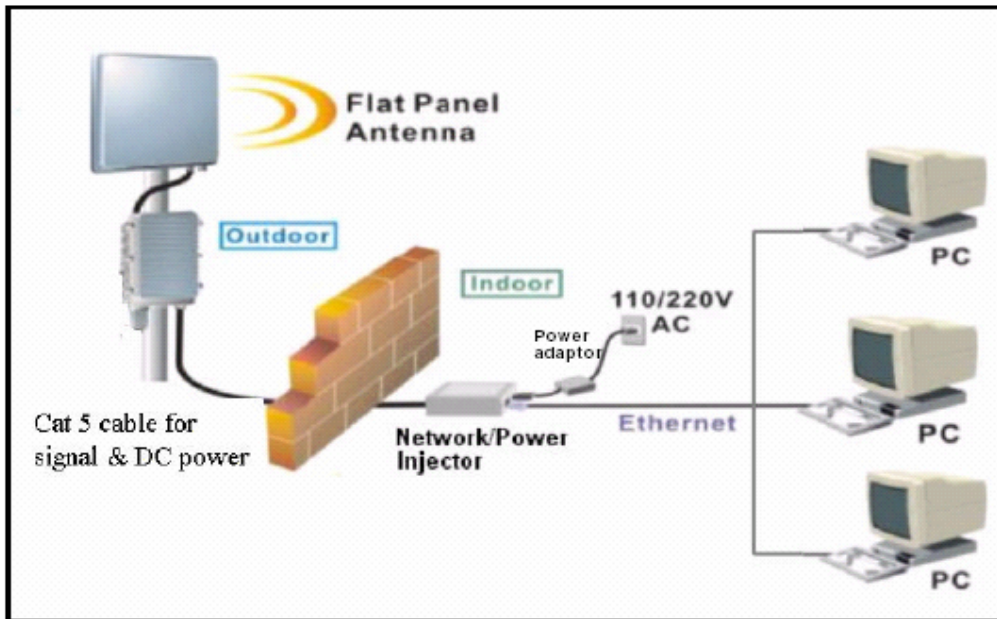 Flat Panel
Antenna
Outdoor
Indoor
110/220V
AC
Power
adaptor
PC
Cat 5 cable for
signal & DC power
Network/Power
Injector
Ethernet
PC
PC